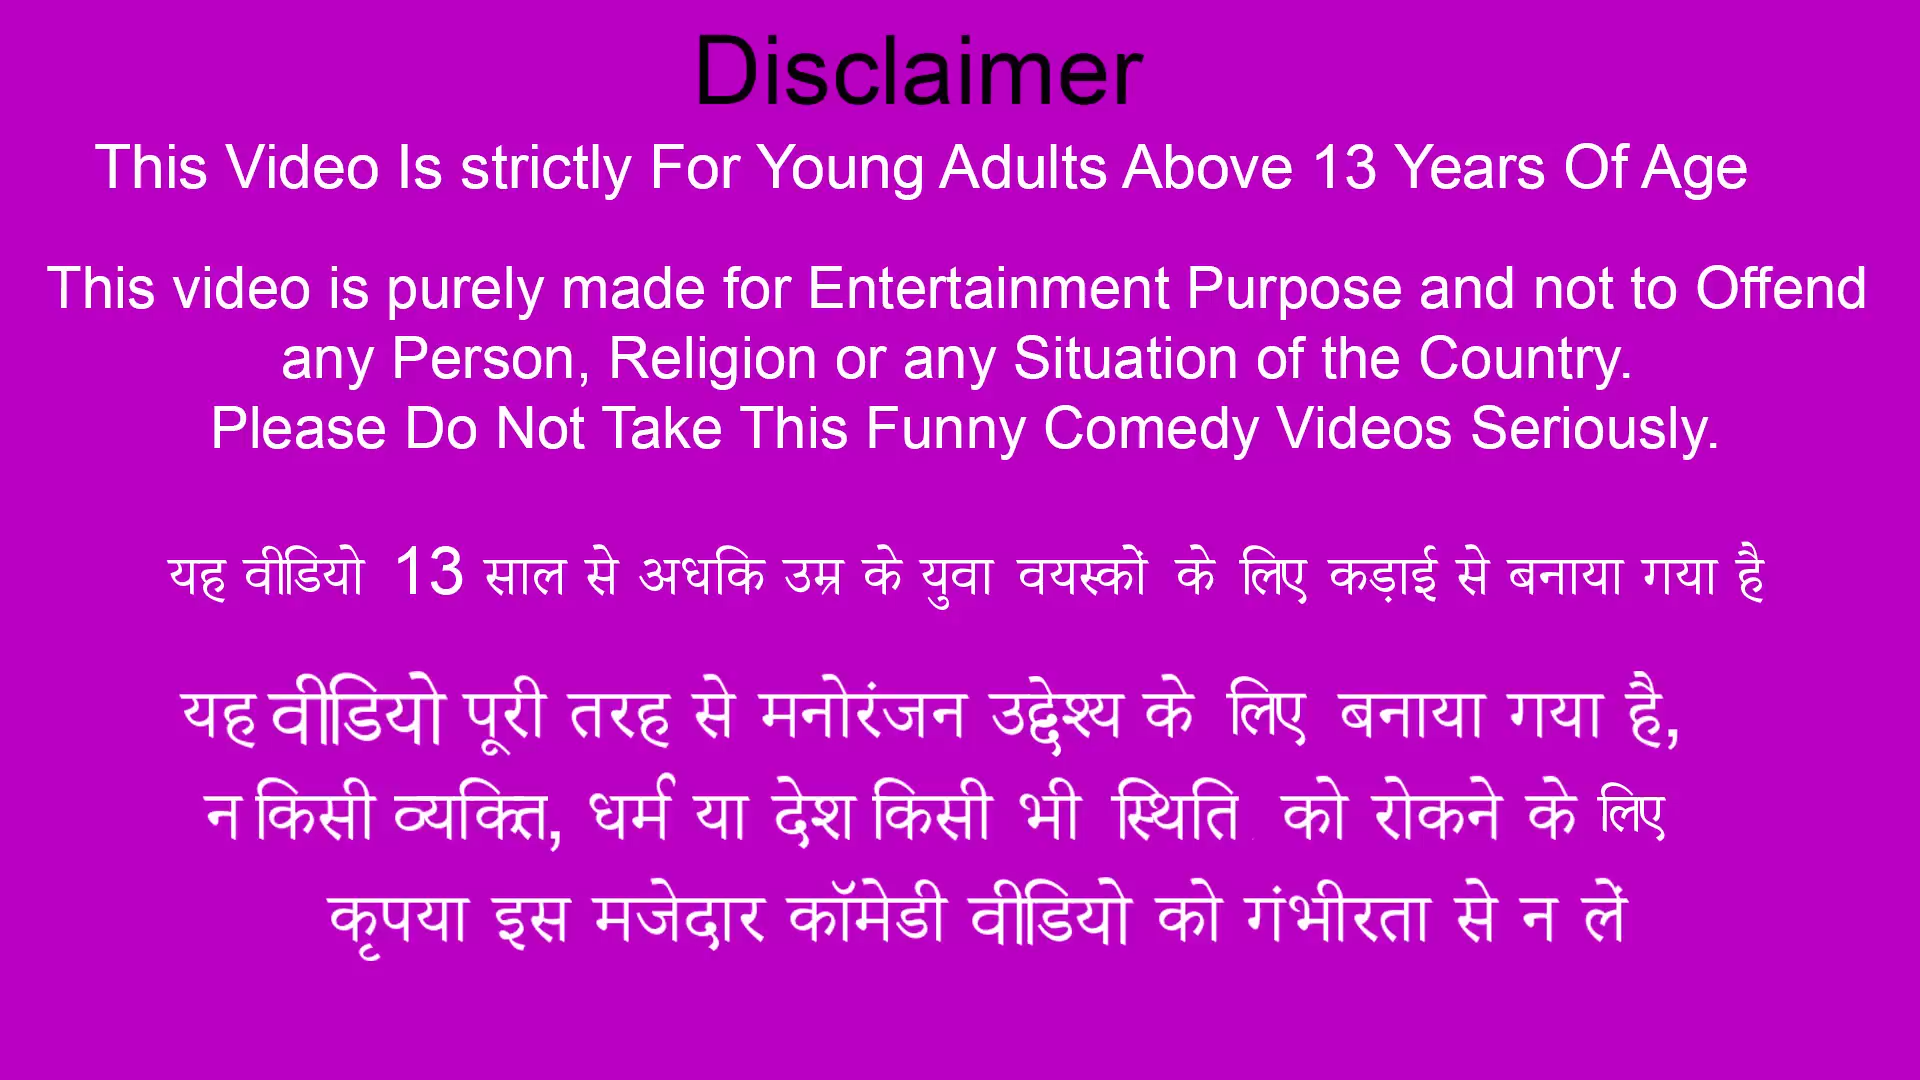 Disclaimer
This Video Is strictly For Young Adults Above 13 Years Of Age
This video is purely made for Entertainment Purpose and not to Offend
any Person, Religion or any Situation of the Country.
Please Do Not Take This Funny Comedy Videos Seriously.
यह वीडियो 13 साल से अधकि उम्र के युवा वयस्कों के लिए कड़ाई से बनाया गया है
यह वीडियो पूरी तरह से मनोरंजन उद्देश्य के लिए बनाया गया है,
न किसी व्यक्ति, धर्म या देश किसी भी स्थिति को रोकने के लिए
कृपया इस मजेदार कॉमेडी वीडियो को गंभीरता से न लें